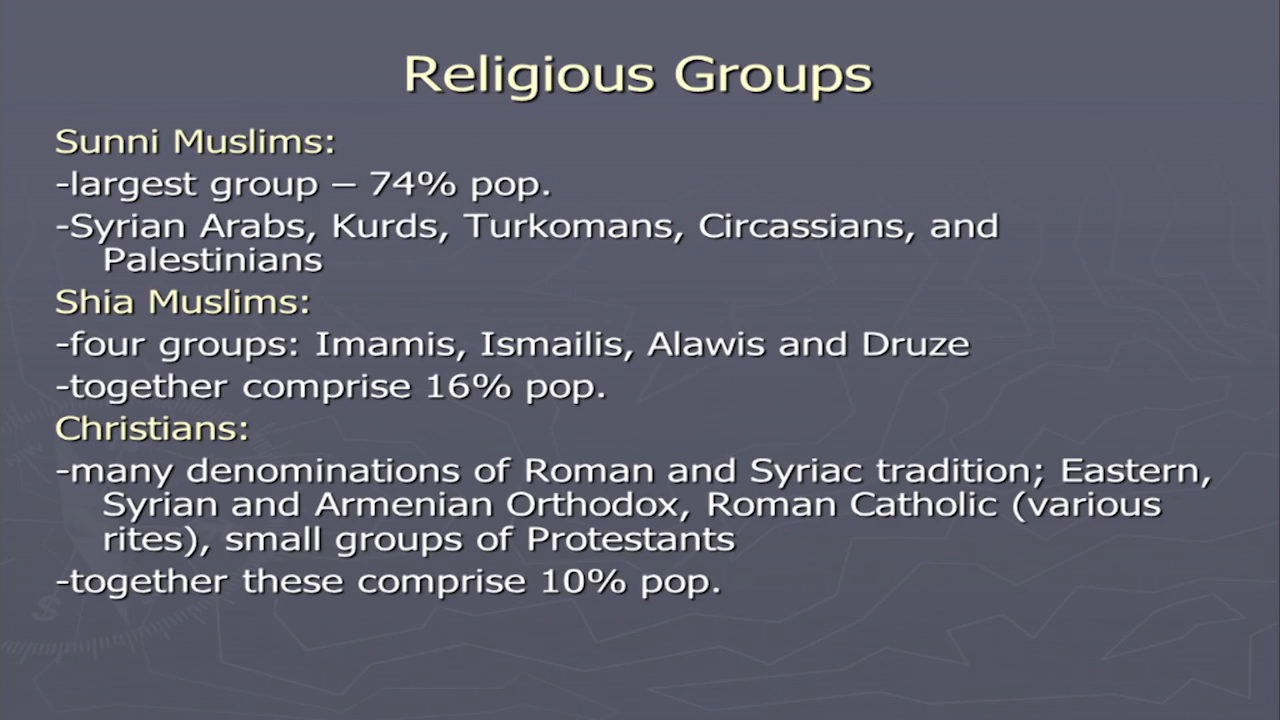 Religious Groups
Sunni Muslims:
-largest group – 74% pop.
-Syrian Arabs, Kurds, Turkomans, Circassians, and
Palestinians
Shia Muslims:
-four groups: Imamis, Ismailis, Alawis and Druze
-together comprise 16% pop.
Christians:
-many denominations of Roman and Syriac tradition; Eastern,
Syrian and Armenian Orthodox, Roman Catholic (various
rites), small groups of Protestants
-together these comprise 10% pop.